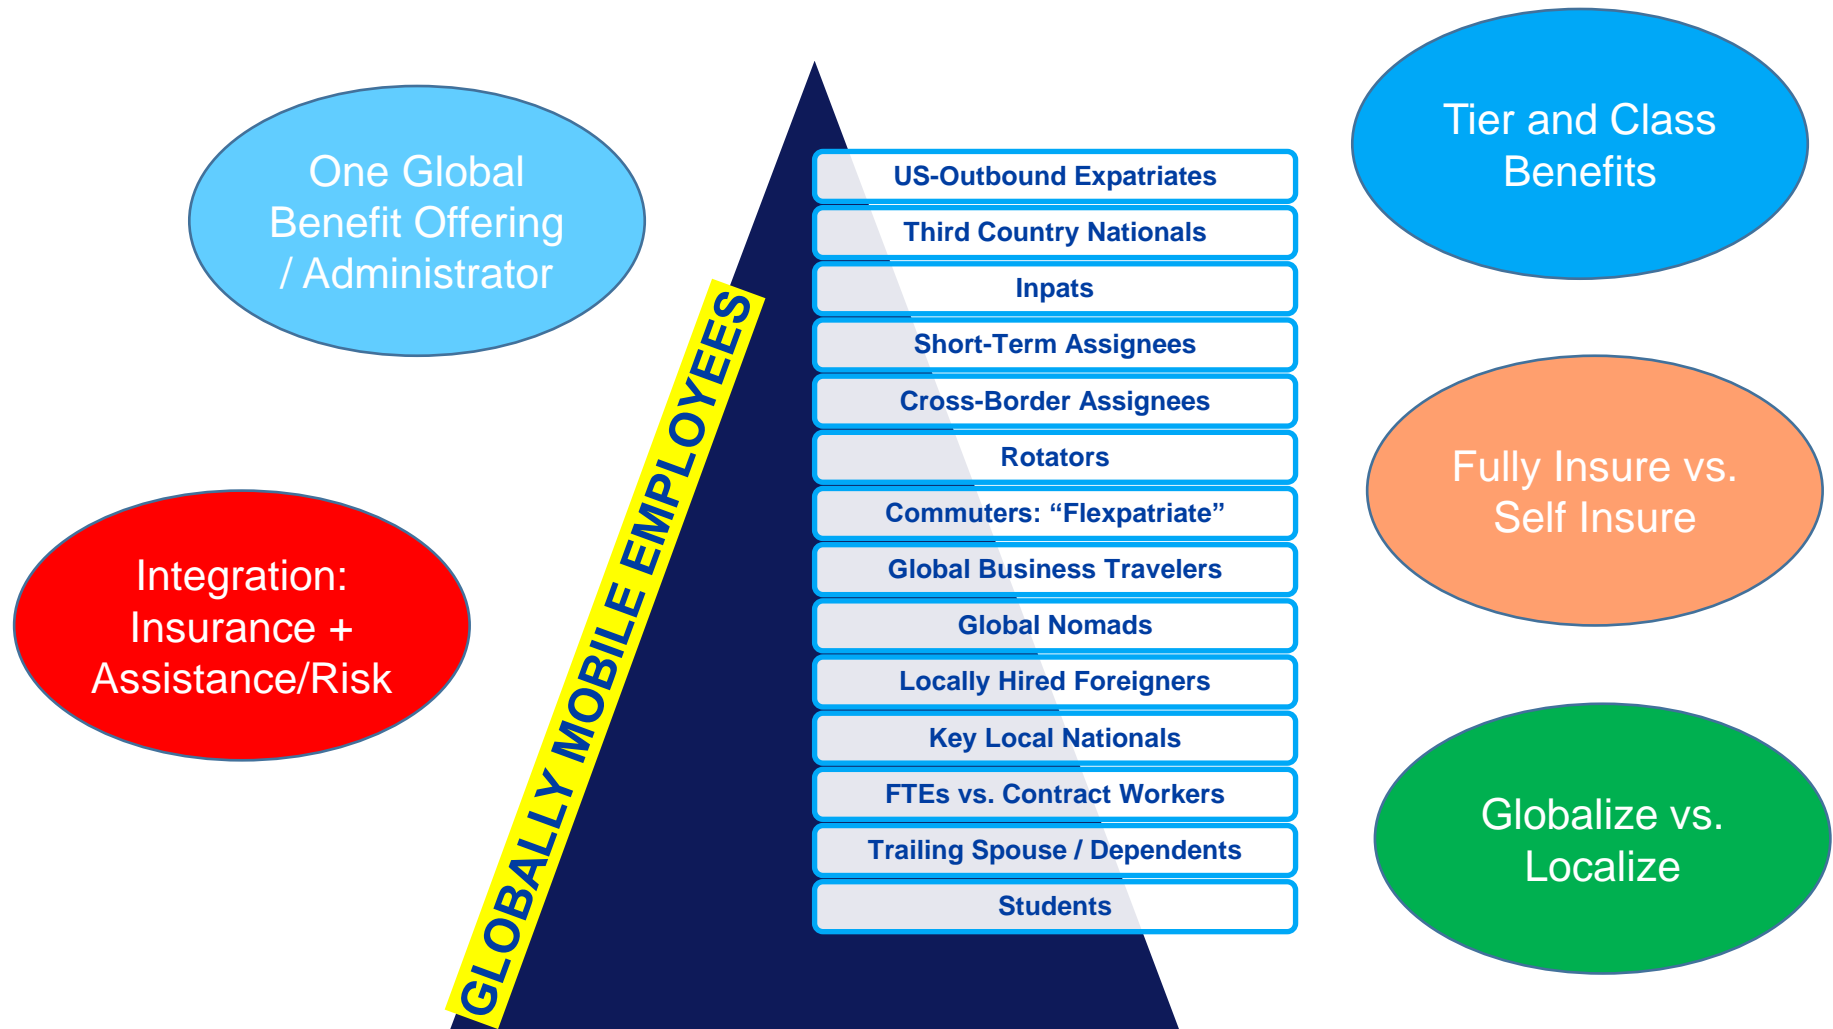 One Global
Benefit Offering
/ Administrator
Integration:
Insurance +
Assistance/Risk
GLOBALLY MOBILE EMPLOYEES
US-Outbound Expatriates
Third Country Nationals
Inpats
Short-Term Assignees
Cross-Border Assignees
Rotators
Commuters: “Flexpatriate”
Global Business Travelers
Global Nomads
Locally Hired Foreigners
Key Local Nationals
FTEs vs. Contract Workers
Trailing Spouse / Dependents
Students
Tier and Class
Benefits
Fully Insure vs.
Self Insure
Globalize vs.
Localize